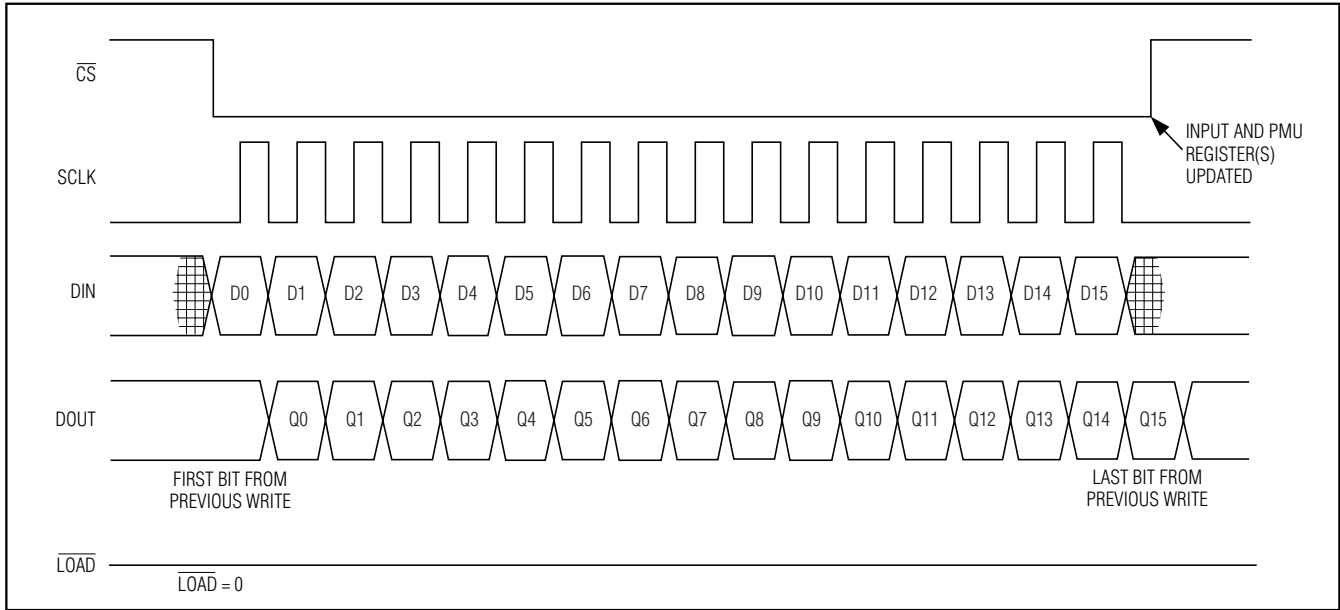 CS
INPUT AND PMU
REGISTER(S)
UPDATED
SCLK
DIN D0 D1 D2 D3 D4 D5 D6 D7 D8 D9 D10 D11 D12 D13 D14 D15
DOUT Q0 Q1 Q2 Q3 Q4 Q5 Q6 Q7 Q8 Q9 Q10 Q11 Q12 Q13 Q14 Q15
FIRST BIT FROM
PREVIOUS WRITE
LAST BIT FROM
PREVIOUS WRITE
LOAD
LOAD = 0